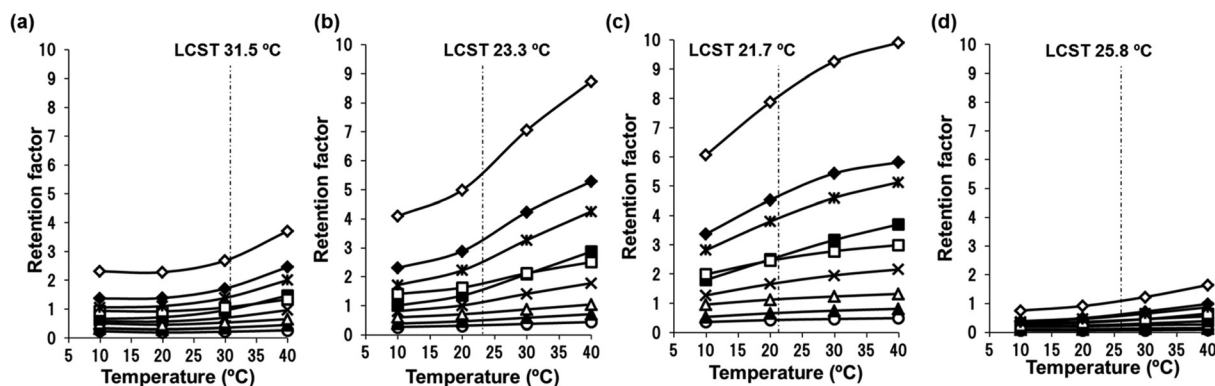 (a)
LCST 31.5 ºC
10
9
8
7
6
5
4
3
2
1
0
Retention factor
5 10 15 20 25 30 35 40
Temperature (ºC)
(b)
LCST 23.3 ºC
10
9
8
7
6
5
4
3
2
1
0
Retention factor
5 10 15 20 25 30 35 40
Temperature (ºC)
(c)
LCST 21.7 ºC
10
9
8
7
6
5
4
3
2
1
0
Retention factor
5 10 15 20 25 30 35 40
Temperature (ºC)
(d)
LCST 25.8 ºC
10
9
8
7
6
5
4
3
2
1
0
Retention factor
5 10 15 20 25 30 35 40
Temperature (ºC)